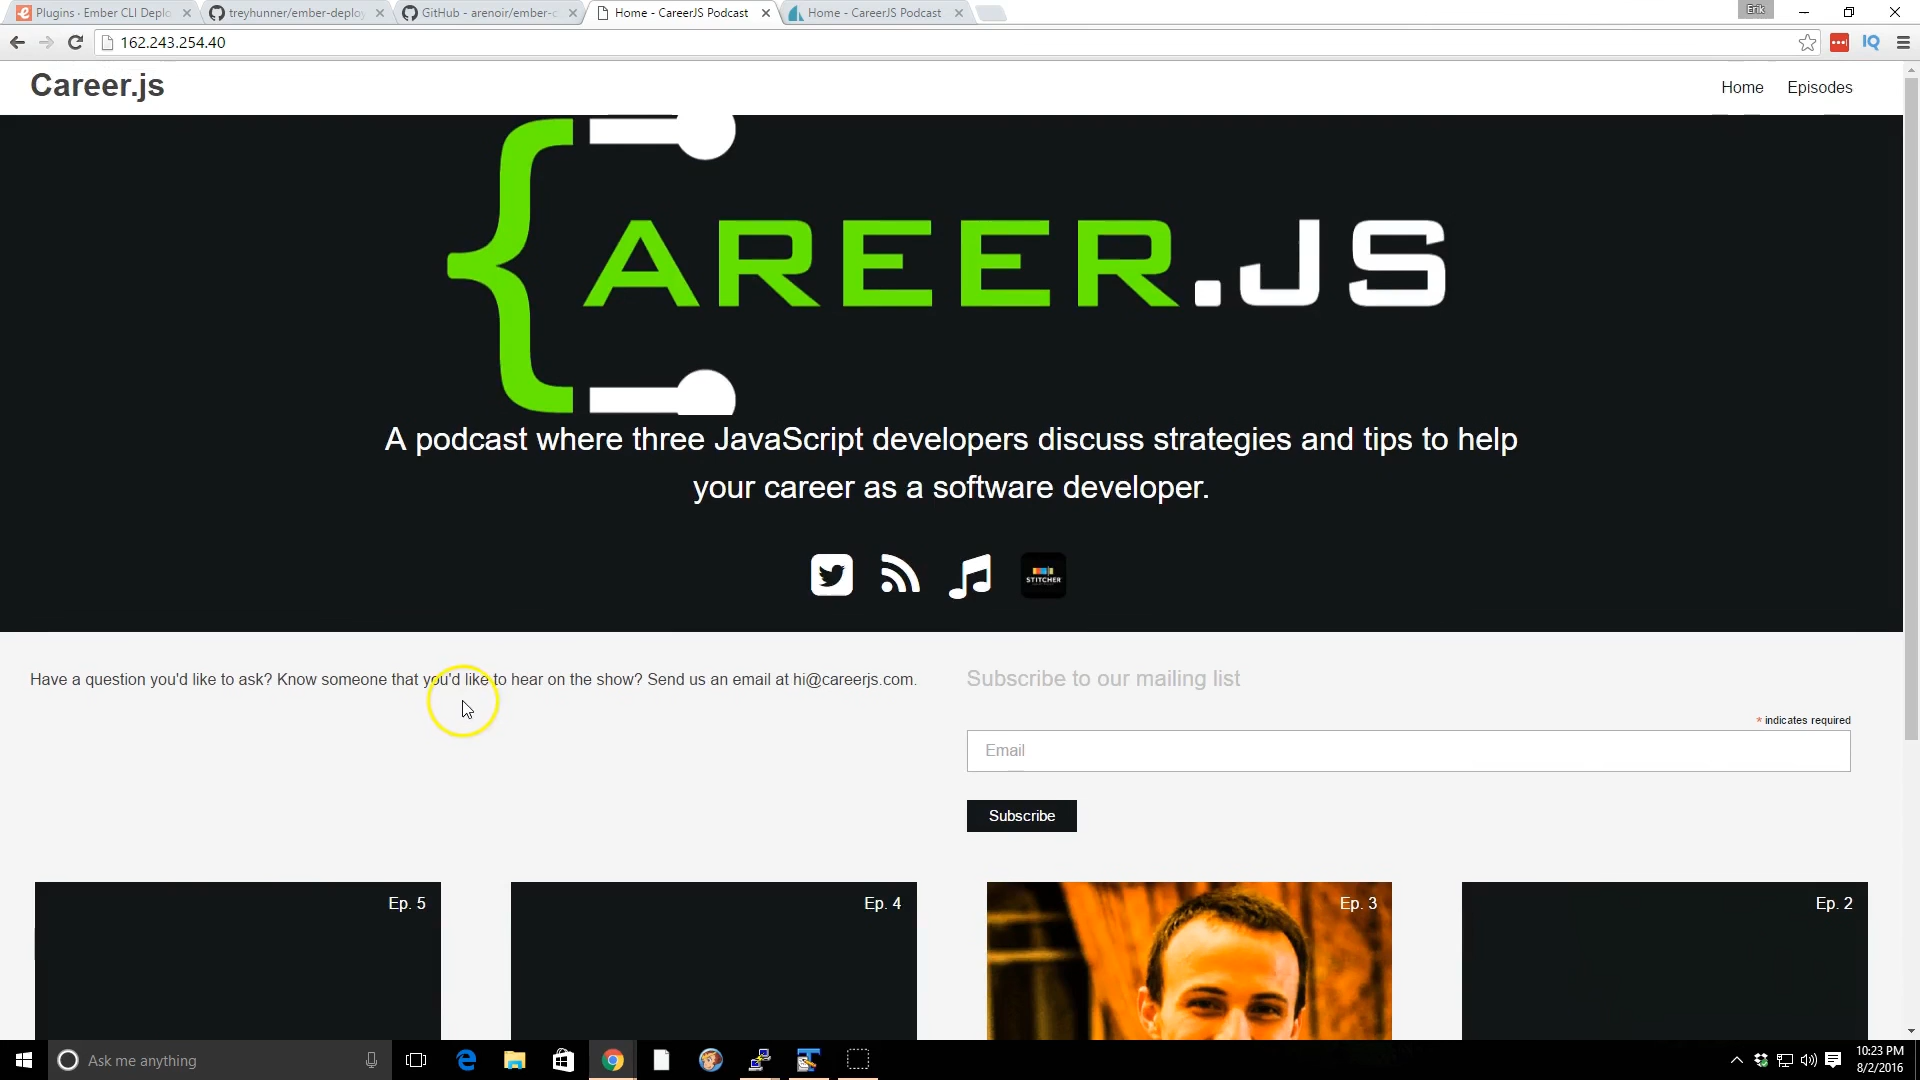 Plugins · Ember CLI Deplo
treyhunner/ember-deploy
GitHub - arenoir/ember-c
Home - CareerJS Podcast
Home - CareerJS Podcast
Erik
162.243.254.40
IQ
Career.js
Home
Episodes
{AREER.JS
A podcast where three JavaScript developers discuss strategies and tips to help
your career as a software developer.
STITCHER
Have a question you'd like to ask? Know someone that you'd like to hear on the show? Send us an email at hi@careerjs.com.
Subscribe to our mailing list
* indicates required
Email
Subscribe
Ep. 5
Ep. 4
Ep. 3
Ep. 2
Ask me anything
10:23 PM
8/2/2016